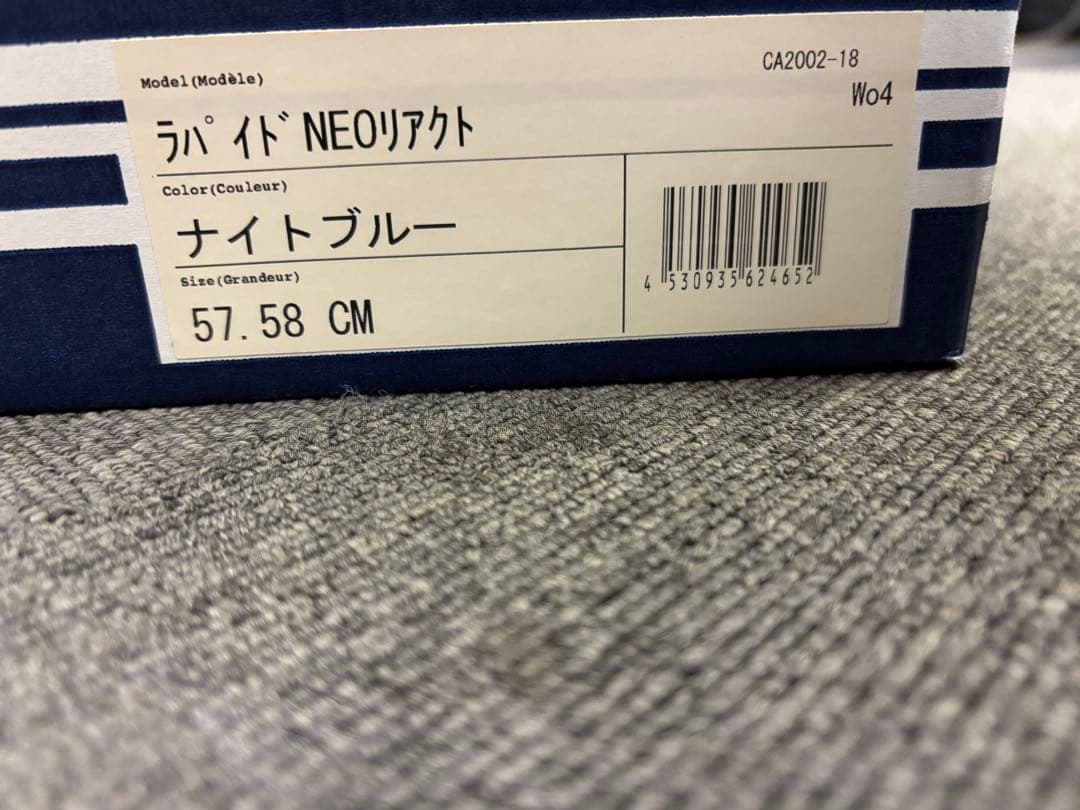 CA2002-18
Model(Modèle)
Wo4
ﾗﾊﾟｲﾄﾞNEOﾘｱｸﾄ
Color(Couleur)
ナイトブルー
Size(Grandeur)
57.58 CM
4 530935 624652